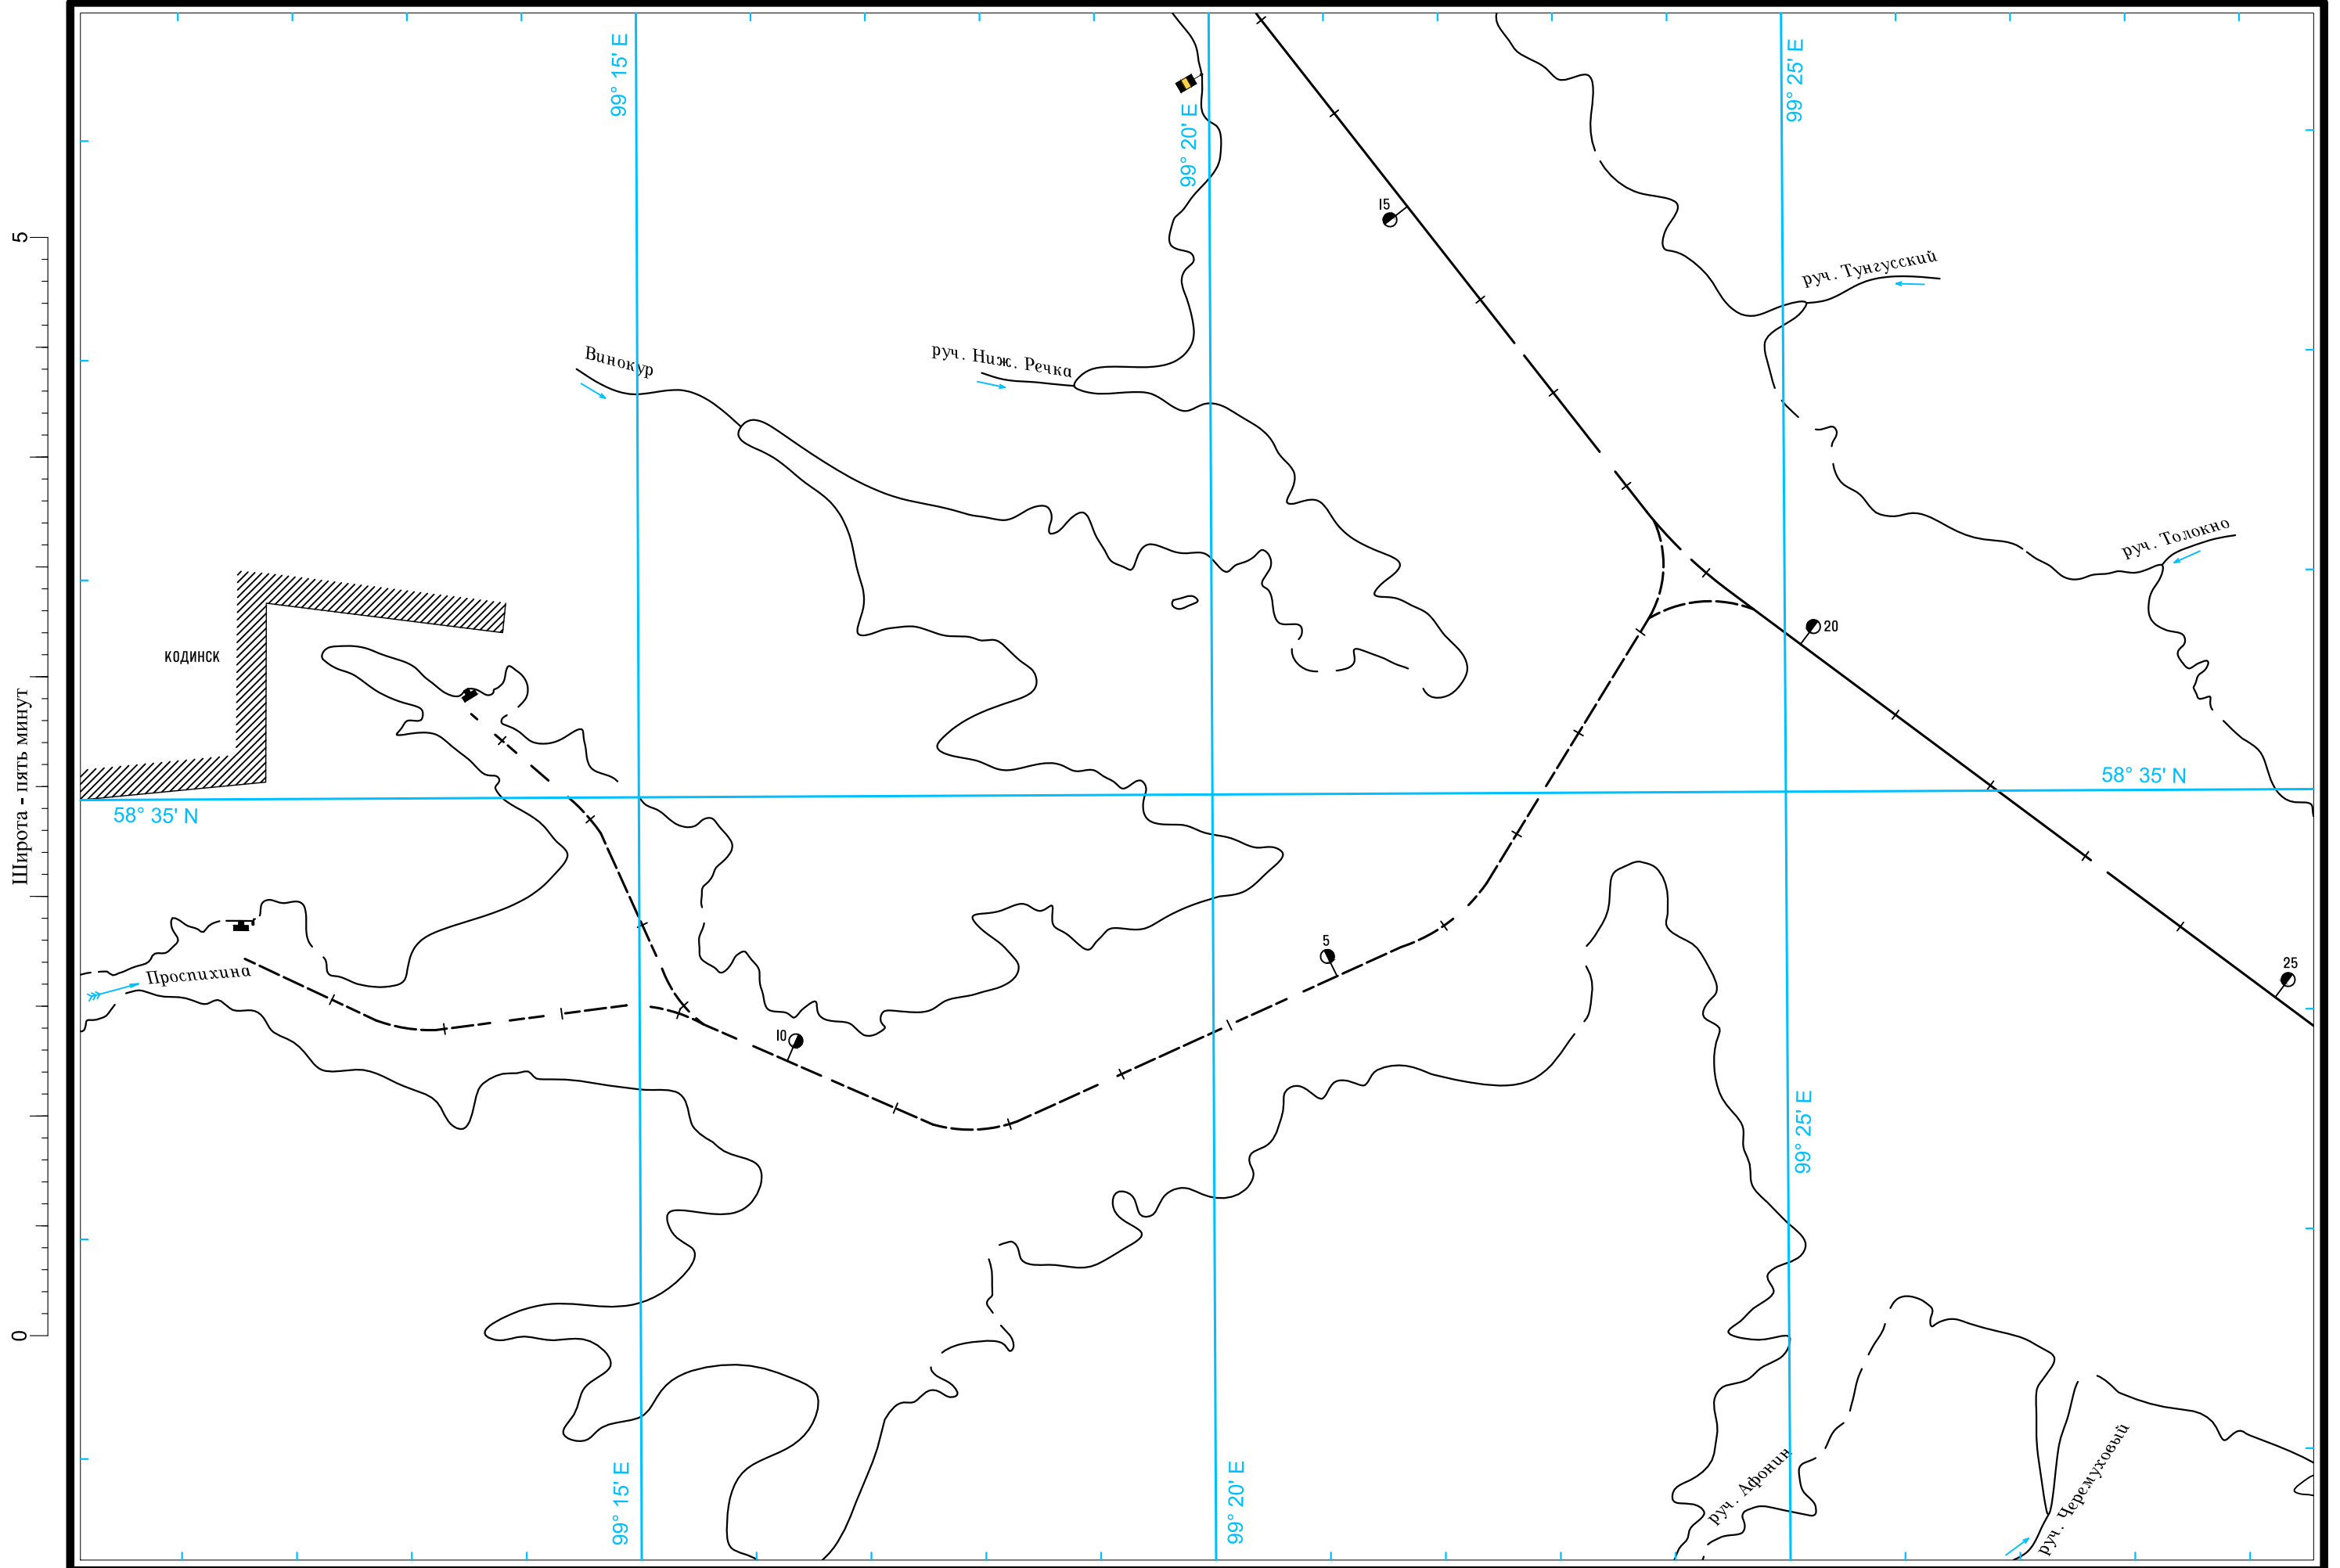 99° 15' E
99° 20' E
99° 25' E
15
5
руч. Тунгусский
Винокур
руч. Ниж. Речка
руч. Толокно
20
КОДИНСК
Широта - пять минут
58° 35' N
58° 35' N
5
25
Проспихина
10
99° 25' E
0
99° 15' E
99° 20' E
руч. Афонин
руч. Черемуховый